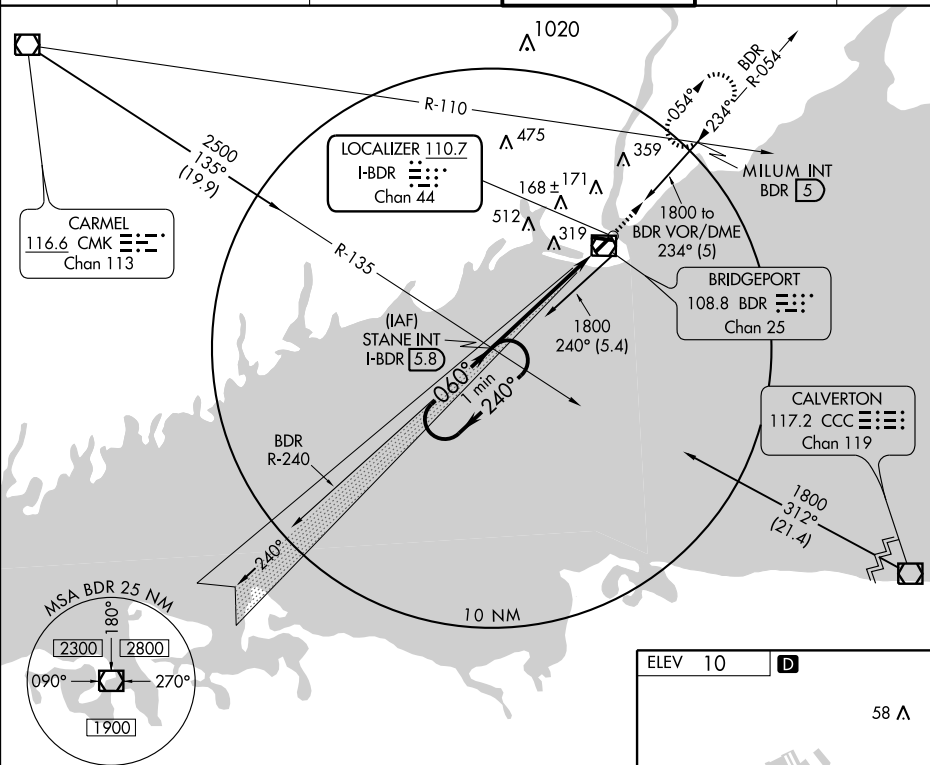 1020
BDR
R-054
054°
234°
R-110
2500
135°
(19.9)
475
359
LOCALIZER 110.7
I-BDR
Chan 44
MILUM INT
BDR 5
168 ±
171
512
319
1800 to
BDR VOR/DME
234° (5)
CARMEL
116.6 CMK
Chan 113
R-135
BRIDGEPORT
108.8 BDR
Chan 25
(IAF)
STANE INT
I-BDR 5.8
1800
240° (5.4)
060°
1 min
240°
CALVERTON
117.2 CCC
Chan 119
BDR
R-240
1800
312°
(21.4)
240°
10 NM
MSA BDR 25 NM
180°
2300
2800
090°
270°
1900
ELEV 10
D
58